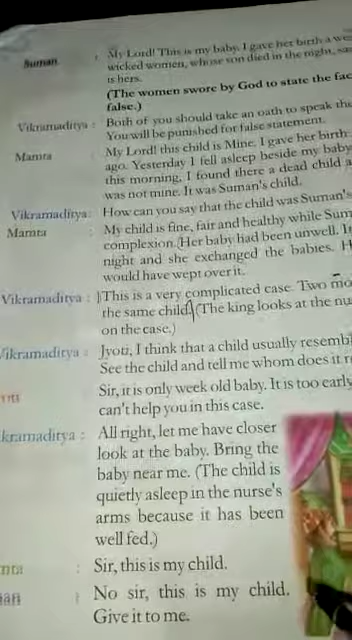 Suman : My Lord! This is my baby. I gave her birth a
wicked women, whose son died in the night,
is hers.
(The women swore by God to state the
false.)
Vikramaditya : Both of you should take an oath to speak
You will be punished for false statement.
Mamta : My Lord! this child is Mine. I gave her birth
ago. Yesterday I fell asleep beside my baby
this morning, I found there a dead child
was not mine. It was Suman's child.
Vikramaditya : How can you say that the child was Suman's
Mamta : My child is fine, fair and healthy while
complexion. Her baby had been unwell.
night and she exchanged the babies.
would have wept over it.
Vikramaditya : This is a very complicated case. Two
the same child. (The king looks at the
on the case.)
Vikramaditya : Jyoti, I think that a child usually
See the child and tell me whom does it
Sir, it is only week old baby. It is too early
can't help you in this case.
kramaditya : All right, let me have closer
look at the baby. Bring the
baby near me. (The child is
quietly asleep in the nurse's
arms because it has been
well fed.)
mta : Sir, this is my child.
man : No sir, this is my child.
Give it to me.